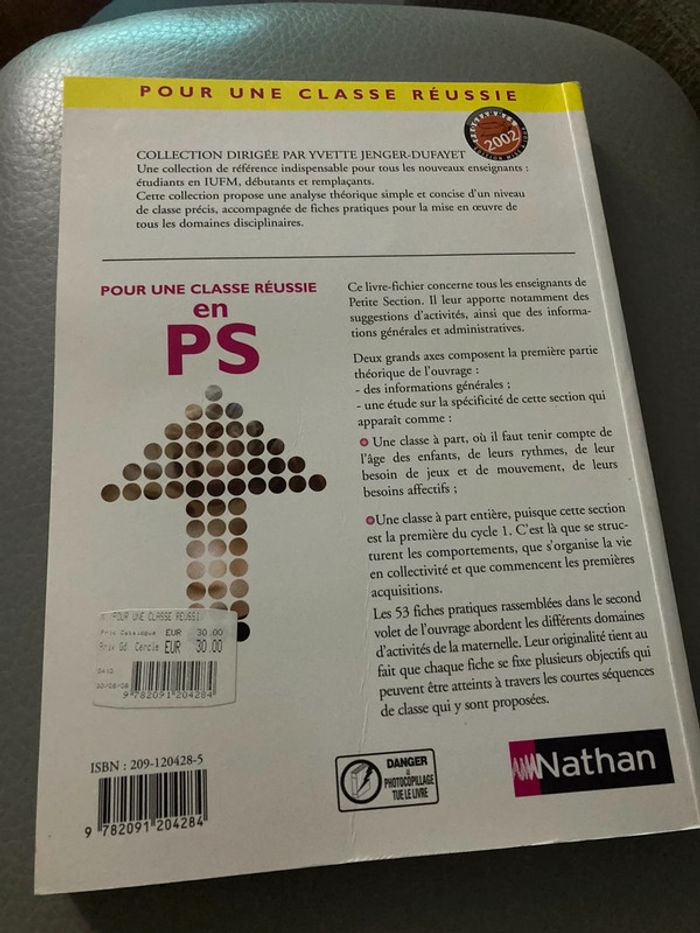 POUR UNE CLASSE RÉUSSIE
PROGRAMMES
2002
COLLECTION DIRIGÉE PAR YVETTE JENGER-DUFAYET
Une collection de référence indispensable pour tous les nouveaux enseignants :
étudiants en IUFM, débutants et remplaçants.
Cette collection propose une analyse théorique simple et concise d'un niveau
de classe précis, accompagnée de fiches pratiques pour la mise en œuvre de
tous les domaines disciplinaires.
POUR UNE CLASSE RÉUSSIE
en
PS
Ce livre-fichier concerne tous les enseignants de
Petite Section. Il leur apporte notamment des
suggestions d'activités, ainsi que des informa-
tions générales et administratives.
Deux grands axes composent la première partie
théorique de l'ouvrage :
- des informations générales ;
- une étude sur la spécificité de cette section qui
apparaît comme :
Une classe à part, où il faut tenir compte de
l'âge des enfants, de leurs rythmes, de leur
besoin de jeux et de mouvement, de leurs
besoins affectifs ;
Une classe à part entière, puisque cette section
est la première du cycle 1. C'est là que se struc-
turent les comportements, que s'organise la vie
en collectivité et que commencent les premières
acquisitions.
Les 53 fiches pratiques rassemblées dans le second
volet de l'ouvrage abordent les différents domaines
d'activités de la maternelle. Leur originalité tient au
fait que chaque fiche se fixe plusieurs objectifs qui
peuvent être atteints à travers les courtes séquences
de classe qui y sont proposées.
POUR UNE CLASSE REUSSI
Prix Catalogue EUR 30.00
Prix Gd. Cercle EUR 30.00
9 782091 204284
ISBN : 209-120428-5
9 782091 204284
DANGER
LE
PHOTOCOPILLAGE
TUE LE LIVRE
Nathan